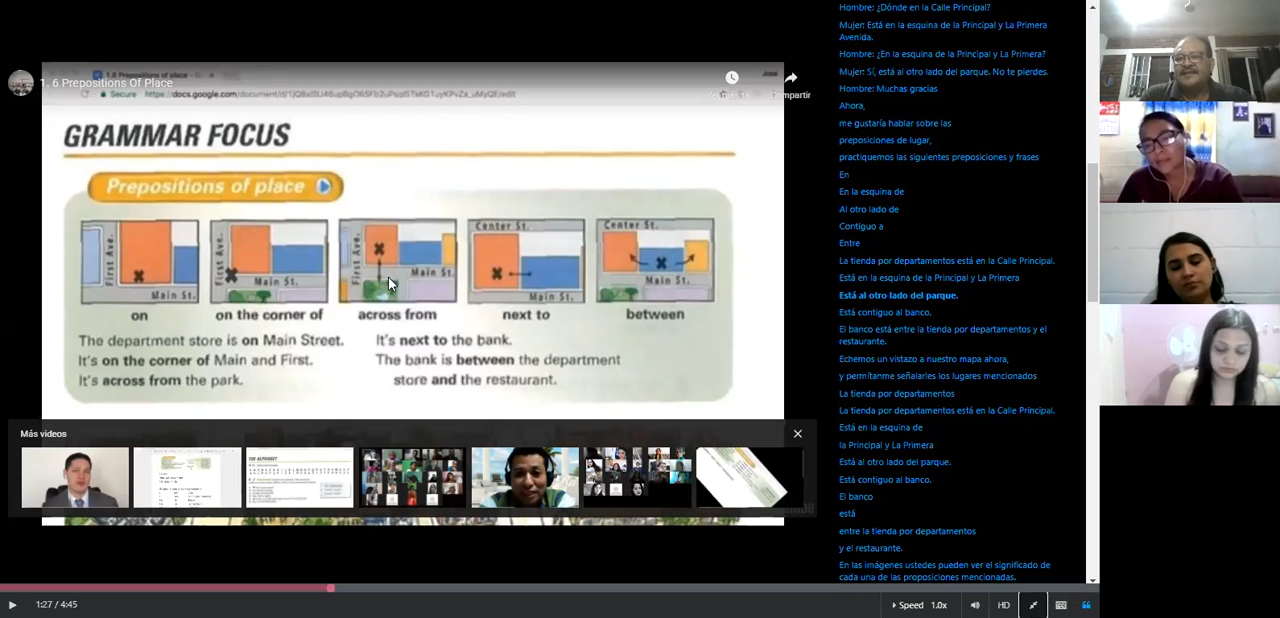 1. 6 Prepositions Of Place
Secure
Compartir
GRAMMAR FOCUS
Prepositions of place
First Ave.
Main St.
First Ave.
Main St.
First Ave.
Main St.
Center St.
Main St.
Center St.
Main St.
on
on the corner of
across from
next to
between
The department store is on Main Street.
It's on the corner of Main and First.
It's across from the park.
It's next to the bank.
The bank is between the department
store and the restaurant.
Más videos
THE ALPHABET
1:27 / 4:45
Speed 1.0x
HD
Hombre: ¿Dónde en la Calle Principal?
Mujer: Está en la esquina de la Principal y La Primera
Avenida.
Hombre: ¿En la esquina de la Principal y La Primera?
Mujer: Sí, está al otro lado del parque. No te pierdes.
Hombre: Muchas gracias
Ahora,
me gustaría hablar sobre las
preposiciones de lugar,
practiquemos las siguientes preposiciones y frases
En
En la esquina de
Al otro lado de
Contiguo a
Entre
La tienda por departamentos está en la Calle Principal.
Está en la esquina de la Principal y La Primera
Está al otro lado del parque.
Está contiguo al banco.
El banco está entre la tienda por departamentos y el
restaurante.
Echemos un vistazo a nuestro mapa ahora,
y permítanme señalarles los lugares mencionados
La tienda por departamentos
La tienda por departamentos está en la Calle Principal.
Está en la esquina de
la Principal y La Primera
Está al otro lado del parque.
Está contiguo al banco.
El banco
está
entre la tienda por departamentos
y el restaurante.
En las imágenes ustedes pueden ver el significado de
cada una de las proposiciones mencionadas.